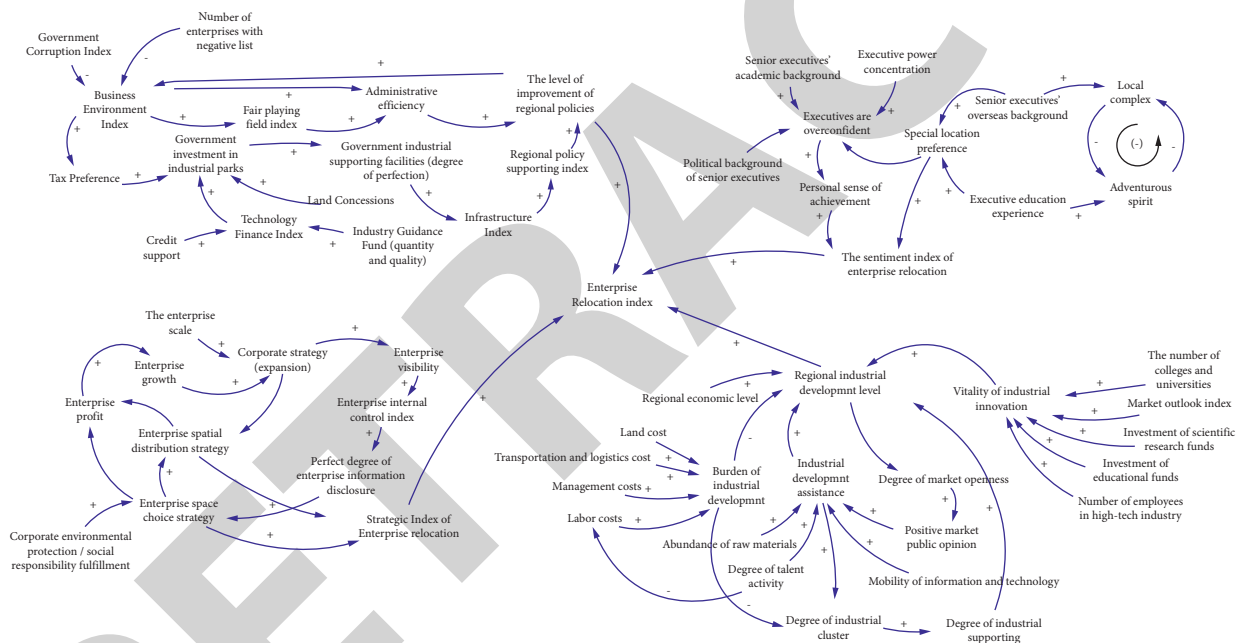 Government
Corruption Index
Number of
enterprises with
negative list
-
-
+
Business
Environment
Index
+
+
+
Fair playing
field index
+
Administrative
efficiency
+
The level of
improvement of
regional policies
Tax Preference
+
Government
investment in
industrial parks
+
Government industrial
supporting facilities (degree
of perfection)
+
Regional policy
supporting index
+
+
+
Land Concessions
+
+
Infrastructure
Index
Technology
Finance Index
Credit
support
+
Industry Guidance
Fund (quantity
and quality)
+
+
Senior executives'
academic background
+
Executive power
concentration
+
Executives are
overconfident
Political background
of senior executives
+
+
Personal sense of
achievement
+
Special location
preference
+
Senior executives'
overseas background
+
+
Local
complex
-
(-)
-
Adventurous
spirit
Executive education
experience
+
+
+
The sentiment index of
enterprise relocation
+
Enterprise
Relocation index
The enterprise
scale
+
Corporate strategy
(expansion)
+
Enterprise
visibility
+
Enterprise
growth
+
+
Enterprise
profit
Enterprise internal
control index
+
Enterprise spatial
distribution strategy
+
Perfect degree of
enterprise information
disclosure
+
Enterprise space
choice strategy
+
+
Strategic Index of
Enterprise relocation
+
Corporate environmental
protection / social
responsibility fulfillment
+
Regional industrial
developmnt level
+
Regional economic level
+
Vitality of industrial
innovation
The number of
colleges and
universities
+
Market outlook index
+
Investment of scientific
research funds
+
Investment of
educational funds
+
Number of employees
in high-tech industry
+
Land cost
+
Transportation and logistics cost
+
Management costs
+
Labor costs
+
Burden of
industrial
developmnt
-
Industrial
developmnt
assistance
+
Degree of market openness
+
Positive market
public opinion
+
+
Abundance of raw materials
+
Degree of talent
activity
+
-
Mobility of information and technology
+
+
-
Degree of industrial
cluster
+
Degree of industrial
supporting
RETRAC